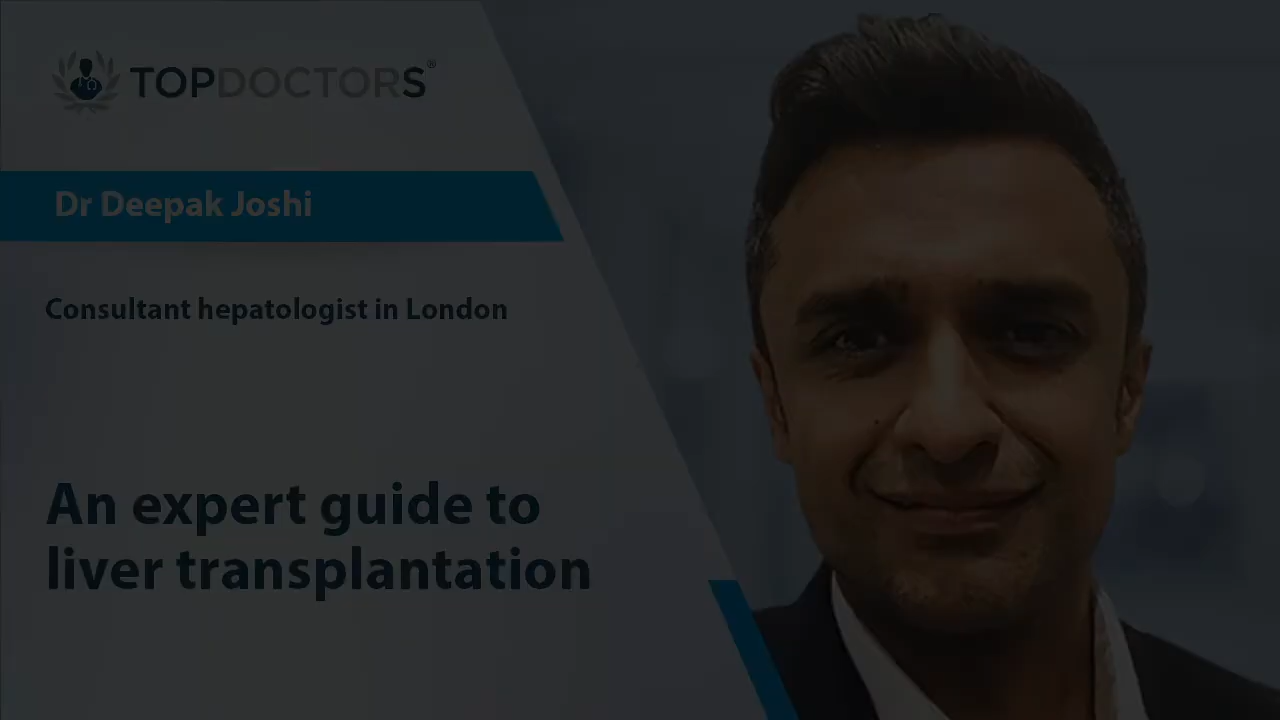 TOPDOCTORS®
Dr Deepak Joshi
Consultant hepatologist in London
An expert guide to
liver transplantation